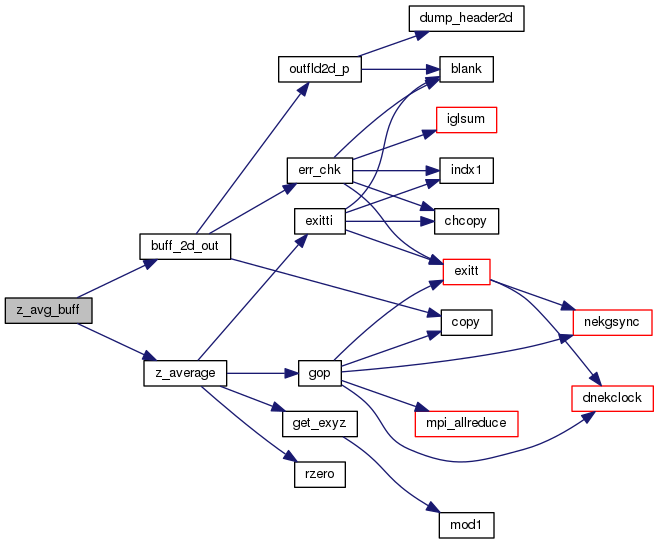 dump_header2d
outfld2d_p
blank
iglsum
err_chk
indx1
exitti
chcopy
buff_2d_out
exitt
z_avg_buff
copy
nekgsync
z_average
gop
dnekclock
get_exyz
mpi_allreduce
rzero
mod1